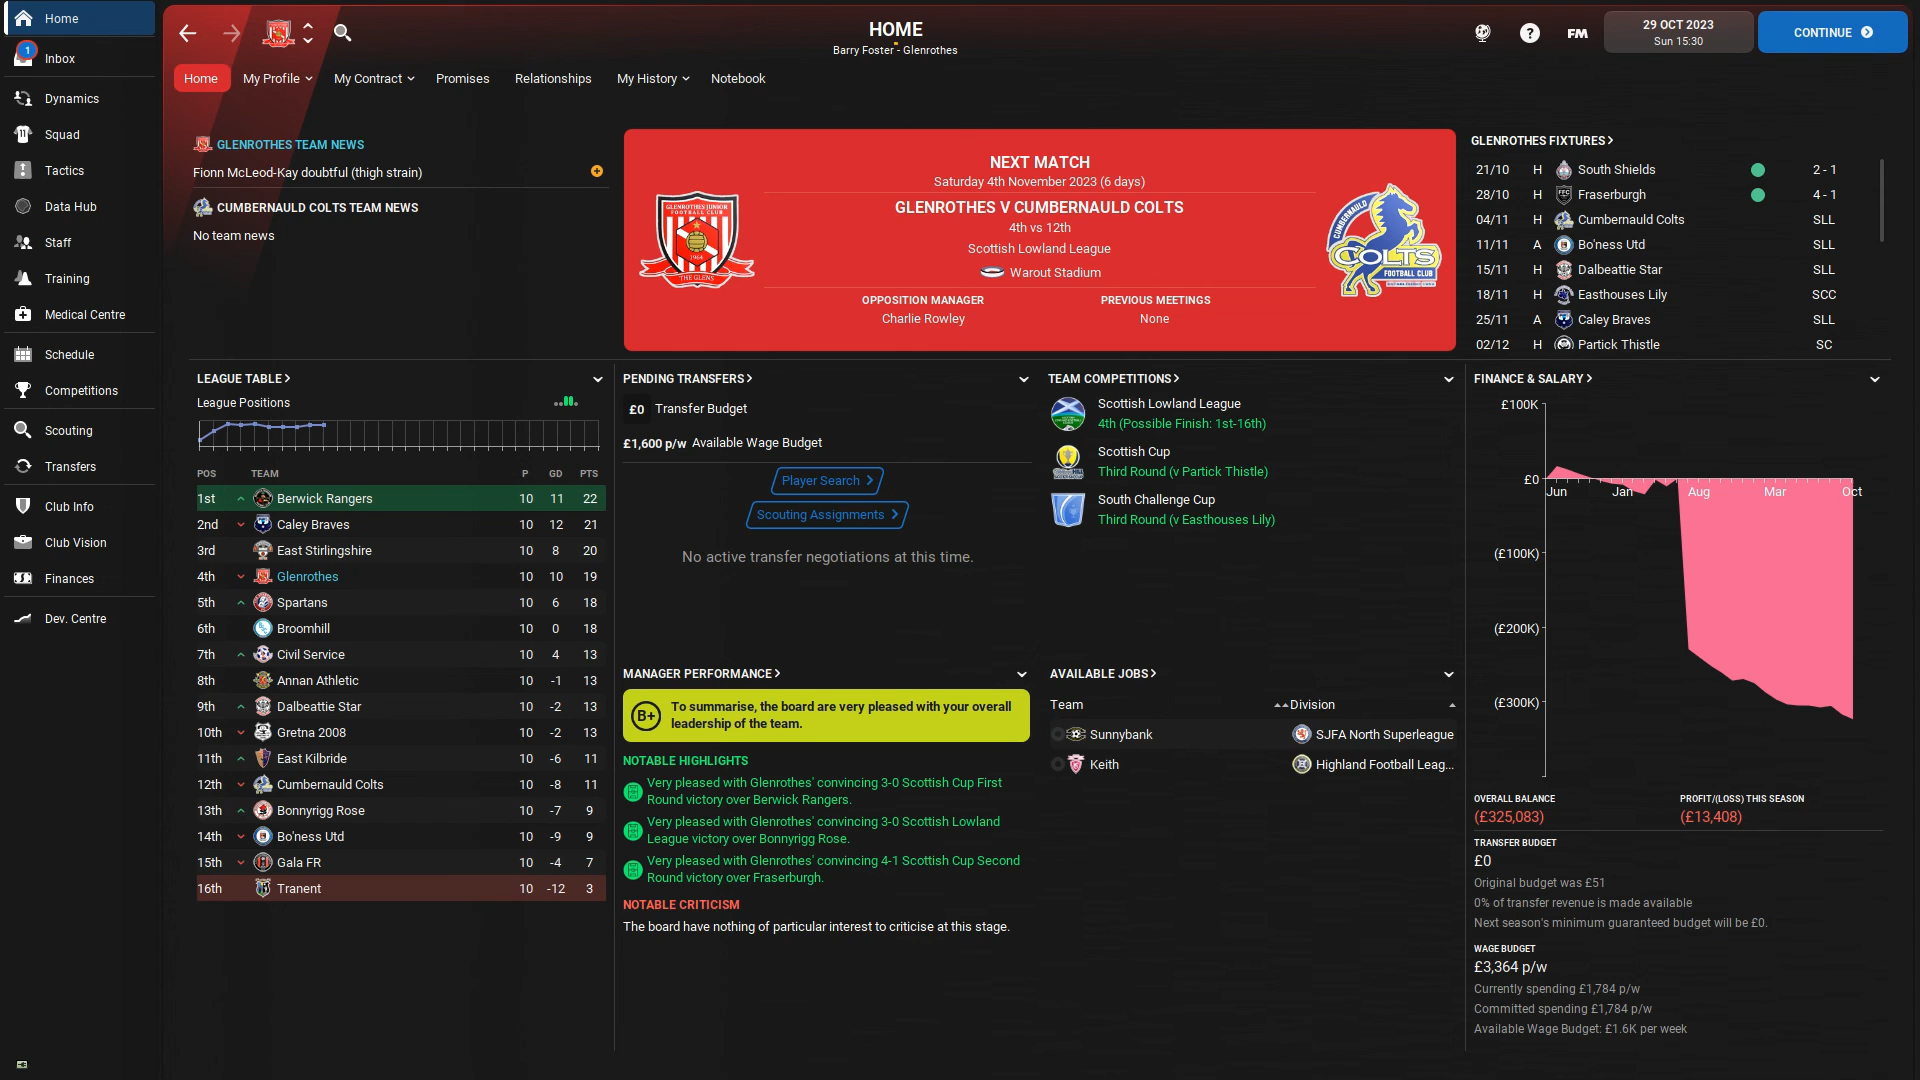 Home
1
Inbox
Dynamics
Squad
Tactics
Data Hub
Staff
Training
Medical Centre
Schedule
Competitions
Scouting
Transfers
Club Info
Club Vision
Finances
Dev. Centre
HOME
Barry Foster - Glenrothes
?
FM
29 OCT 2023
Sun 15:30
CONTINUE
Home My Profile My Contract Promises Relationships My History Notebook
GLENROTHES TEAM NEWS
Fionn McLeod-Kay doubtful (thigh strain)
CUMBERNAULD COLTS TEAM NEWS
No team news
NEXT MATCH
Saturday 4th November 2023 (6 days)
GLENROTHES V CUMBERNAULD COLTS
4th vs 12th
Scottish Lowland League
Warout Stadium
OPPOSITION MANAGER
Charlie Rowley
PREVIOUS MEETINGS
None
GLENROTHES JUNIOR
FOOTBALL CLUB
1964
THE GLENS
CUMBERNAULD
COLTS
FOOTBALL CLUB
GLENROTHES FIXTURES
21/10 H South Shields 2 - 1
28/10 H Fraserburgh 4 - 1
04/11 H Cumbernauld Colts SLL
11/11 A Bo'ness Utd SLL
15/11 H Dalbeattie Star SLL
18/11 H Easthouses Lily SCC
25/11 A Caley Braves SLL
02/12 H Partick Thistle SC
LEAGUE TABLE
League Positions
POS TEAM P GD PTS
1st Berwick Rangers 10 11 22
2nd Caley Braves 10 12 21
3rd East Stirlingshire 10 8 20
4th Glenrothes 10 10 19
5th Spartans 10 6 18
6th Broomhill 10 0 18
7th Civil Service 10 4 13
8th Annan Athletic 10 -1 13
9th Dalbeattie Star 10 -2 13
10th Gretna 2008 10 -2 13
11th East Kilbride 10 -6 11
12th Cumbernauld Colts 10 -8 11
13th Bonnyrigg Rose 10 -7 9
14th Bo'ness Utd 10 -9 9
15th Gala FR 10 -4 7
16th Tranent 10 -12 3
PENDING TRANSFERS
£0 Transfer Budget
£1,600 p/w Available Wage Budget
Player Search
Scouting Assignments
No active transfer negotiations at this time.
MANAGER PERFORMANCE
B+
To summarise, the board are very pleased with your overall
leadership of the team.
NOTABLE HIGHLIGHTS
Very pleased with Glenrothes' convincing 3-0 Scottish Cup First
Round victory over Berwick Rangers.
Very pleased with Glenrothes' convincing 3-0 Scottish Lowland
League victory over Bonnyrigg Rose.
Very pleased with Glenrothes' convincing 4-1 Scottish Cup Second
Round victory over Fraserburgh.
NOTABLE CRITICISM
The board have nothing of particular interest to criticise at this stage.
TEAM COMPETITIONS
Scottish Lowland League
4th (Possible Finish: 1st-16th)
Scottish Cup
Third Round (v Partick Thistle)
South Challenge Cup
Third Round (v Easthouses Lily)
AVAILABLE JOBS
Team Division
Sunnybank SJFA North Superleague
Keith Highland Football Leag...
FINANCE & SALARY
£100K
£0
(£100K)
(£200K)
(£300K)
Jun Jan Aug Mar Oct
OVERALL BALANCE
(£325,083)
PROFIT/(LOSS) THIS SEASON
(£13,408)
TRANSFER BUDGET
£0
Original budget was £51
0% of transfer revenue is made available
Next season's minimum guaranteed budget will be £0.
WAGE BUDGET
£3,364 p/w
Currently spending £1,784 p/w
Committed spending £1,784 p/w
Available Wage Budget: £1.6K per week